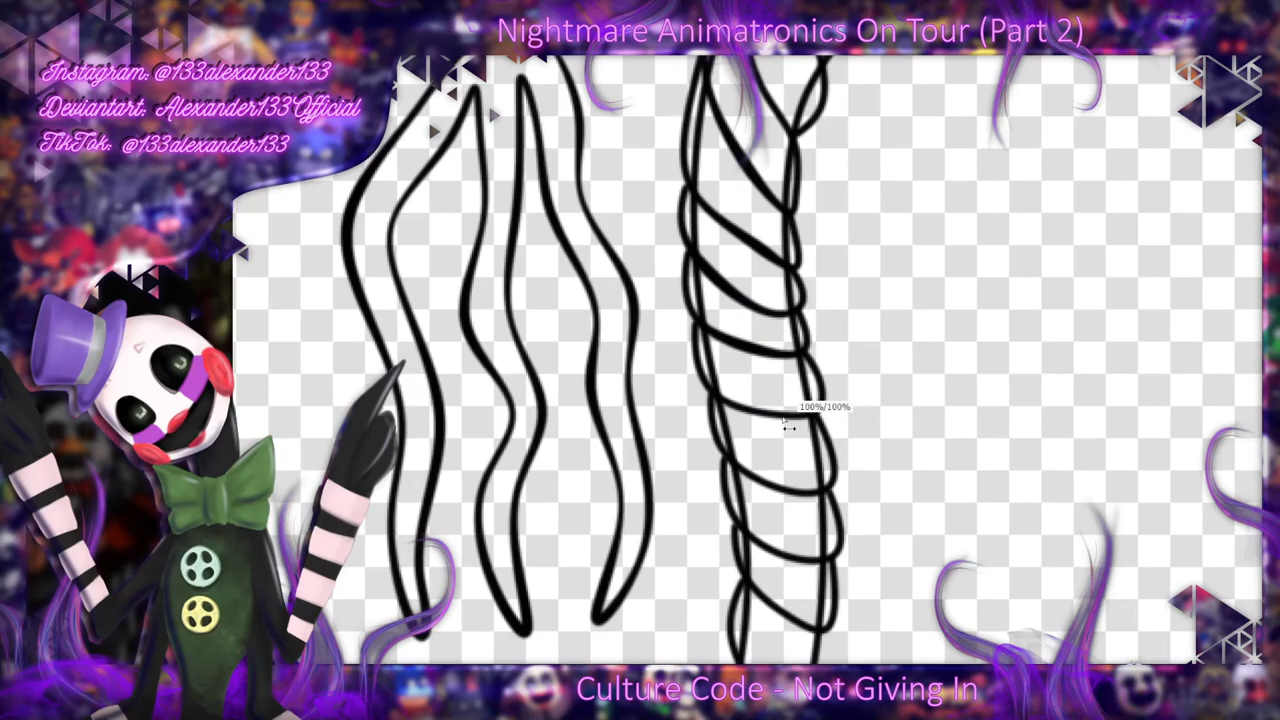 Nightmare Animatronics On Tour (Part 2)
Instagram: @133alexander133
Deviantart: Alexander133Official
TikTok: @133alexander133
100%/100%
Culture Code - Not Giving In